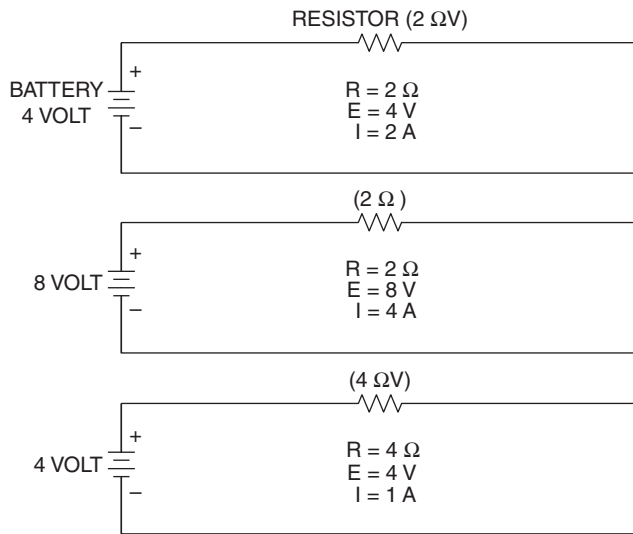 RESISTOR (2 ΩV)
+
BATTERY
4 VOLT
–
R = 2 Ω
E = 4 V
I = 2 A
(2 Ω )
+
8 VOLT
–
R = 2 Ω
E = 8 V
I = 4 A
(4 ΩV)
+
4 VOLT
–
R = 4 Ω
E = 4 V
I = 1 A